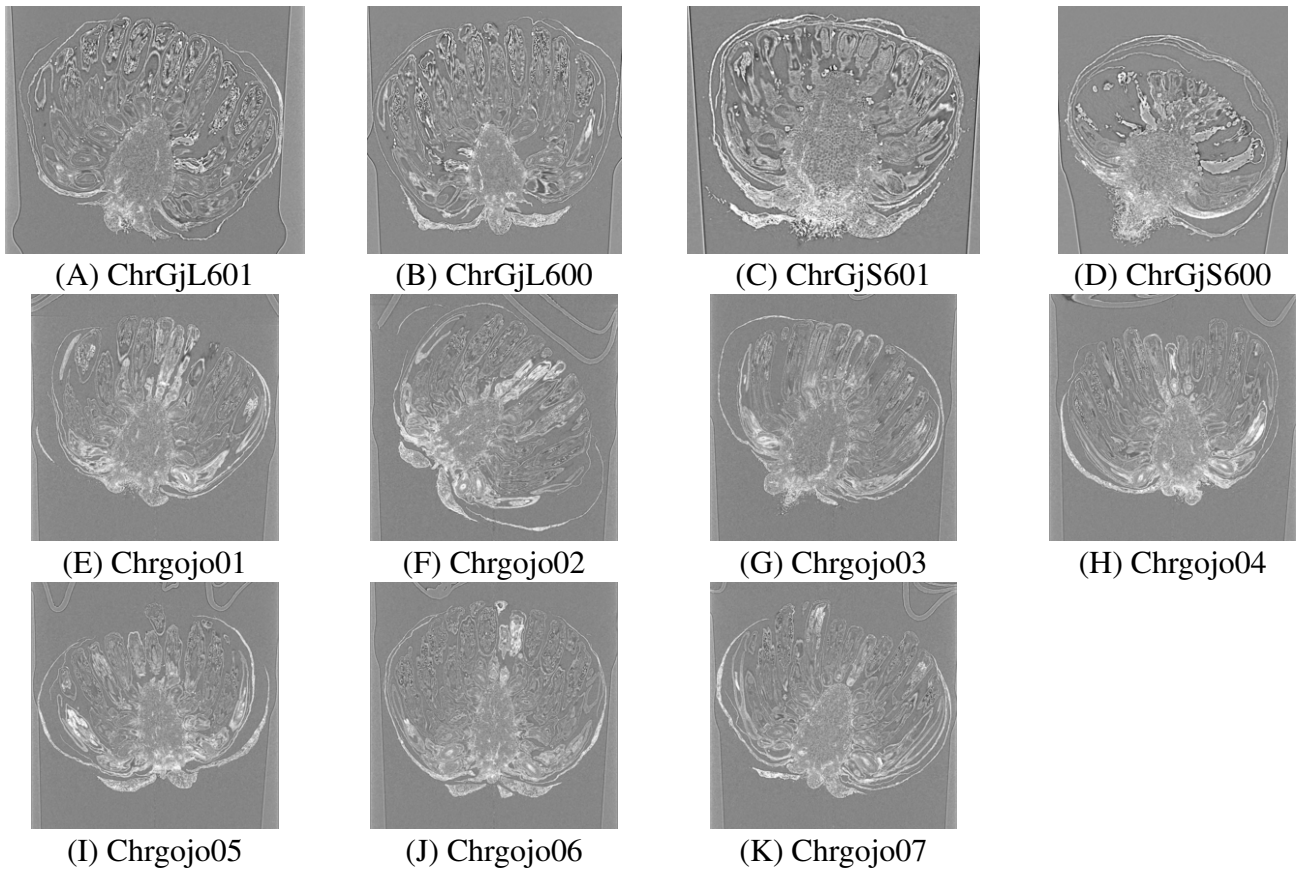 (A) ChrGjL601
(B) ChrGjL600
(C) ChrGjS601
(D) ChrGjS600
(E) Chrgojo01
(F) Chrgojo02
(G) Chrgojo03
(H) Chrgojo04
(I) Chrgojo05
(J) Chrgojo06
(K) Chrgojo07